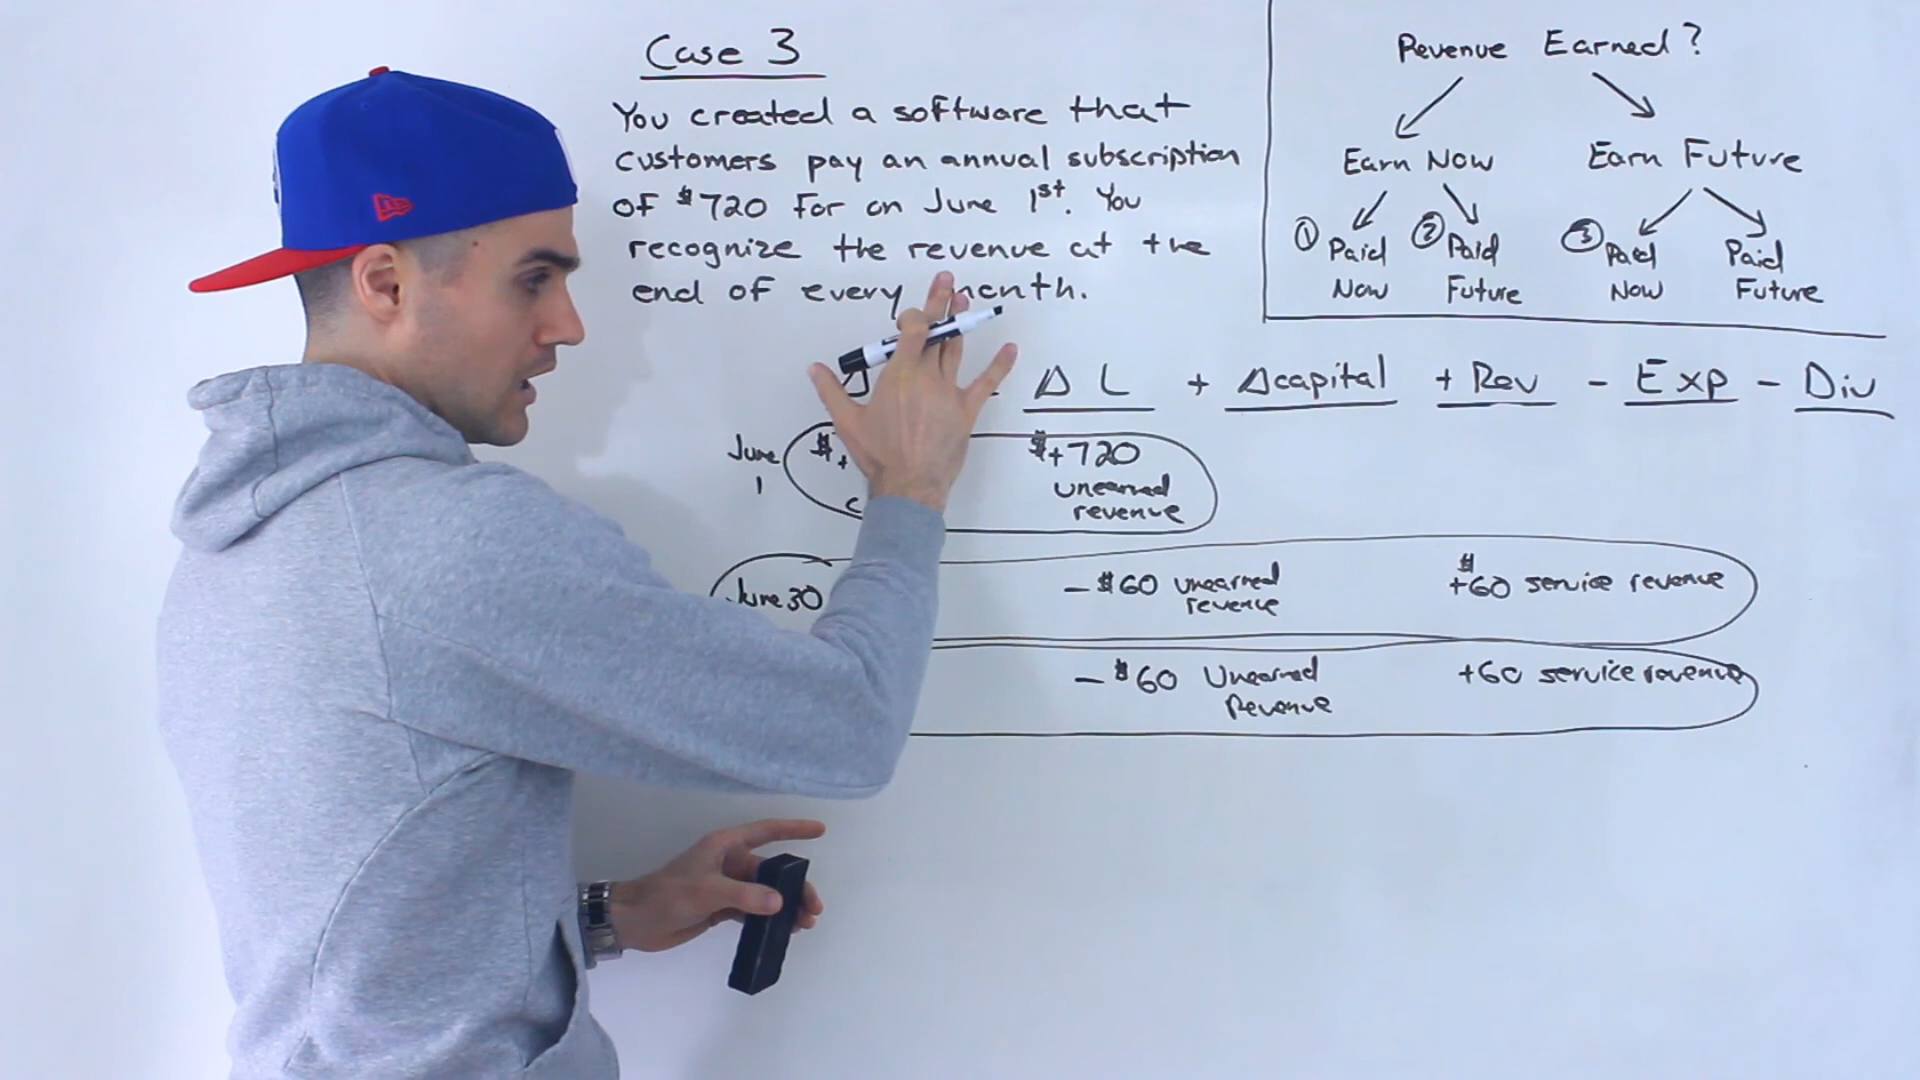 Case 3
You created a software that
customers pay an annual subscription
of $720 for on June 1st. You
recognize the revenue at the
end of every month.
Revenue Earned?
Earn Now Earn Future
① Paid Now ② Paid Future ③ Paid Now Paid Future
Δ L + Δcapital + Rev - Exp - Div
June 1 $+ $+720 unearned revenue
June 30 - $60 unearned revenue $+60 service revenue
- $60 Unearned Revenue +60 service revenue